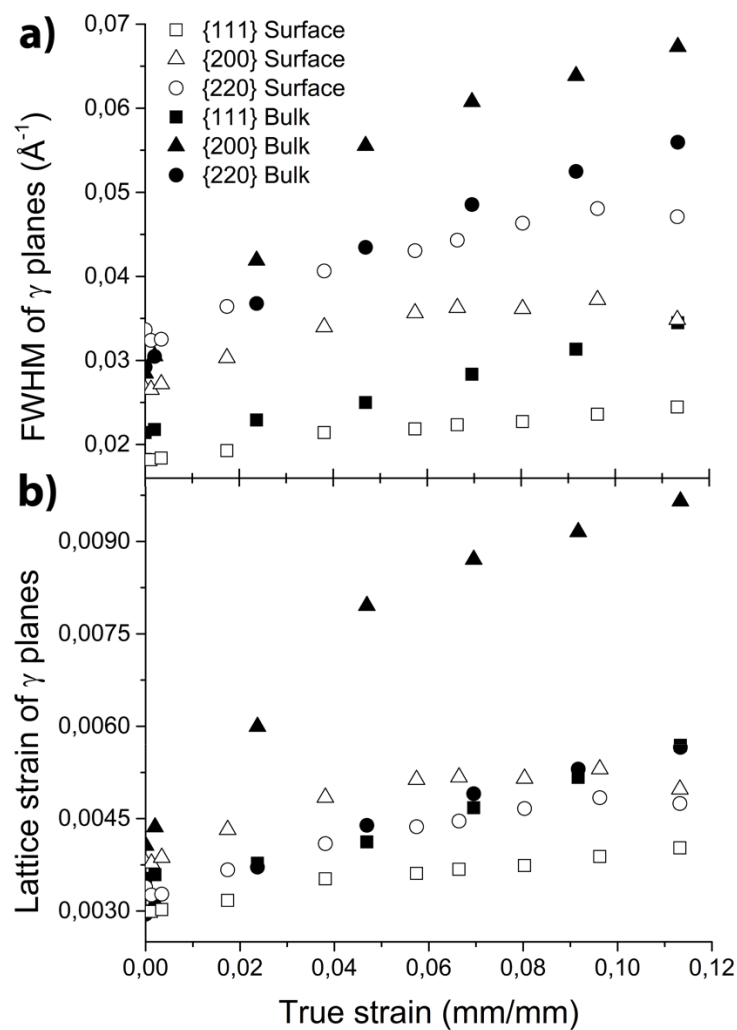 a)
{111} Surface
{200} Surface
{220} Surface
{111} Bulk
{200} Bulk
{220} Bulk
0,07
0,06
0,05
0,04
0,03
0,02
FWHM of γ planes (Å⁻¹)
b)
0,0090
0,0075
0,0060
0,0045
0,0030
Lattice strain of γ planes
0,00 0,02 0,04 0,06 0,08 0,10 0,12
True strain (mm/mm)